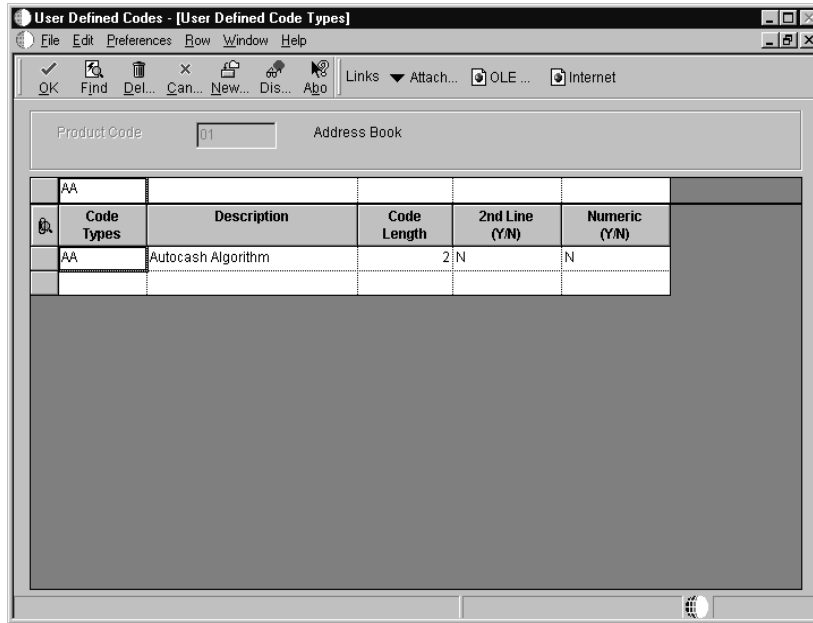 User Defined Codes - [User Defined Code Types]
File Edit Preferences Row Window Help
OK Find Del... Can... New... Dis... Abo Links Attach... OLE ... Internet
Product Code 01 Address Book
AA
Code Types Description Code Length 2nd Line (Y/N) Numeric (Y/N)
AA Autocash Algorithm 2 N N